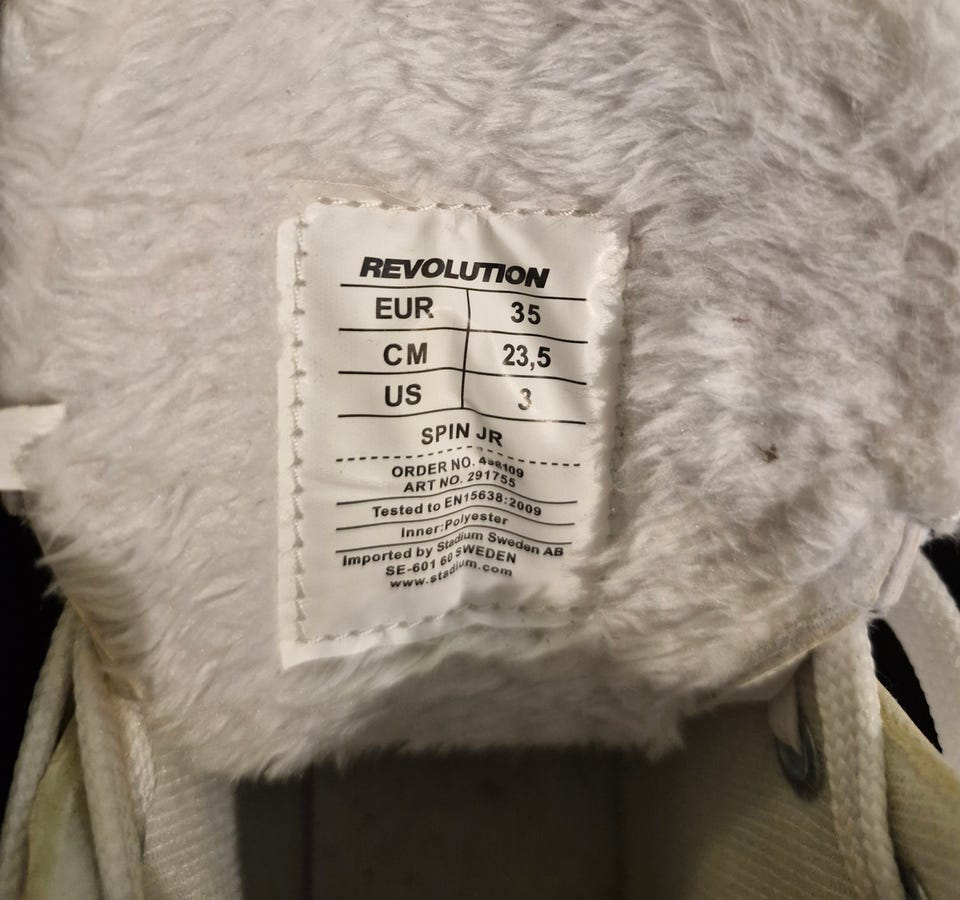 REVOLUTION
EUR 35
CM 23,5
US 3
SPIN JR
ORDER NO. 498109
ART NO. 291755
Tested to EN15638:2009
Inner:Polyester
Imported by Stadium Sweden AB
SE-601 60 SWEDEN
www.stadium.com